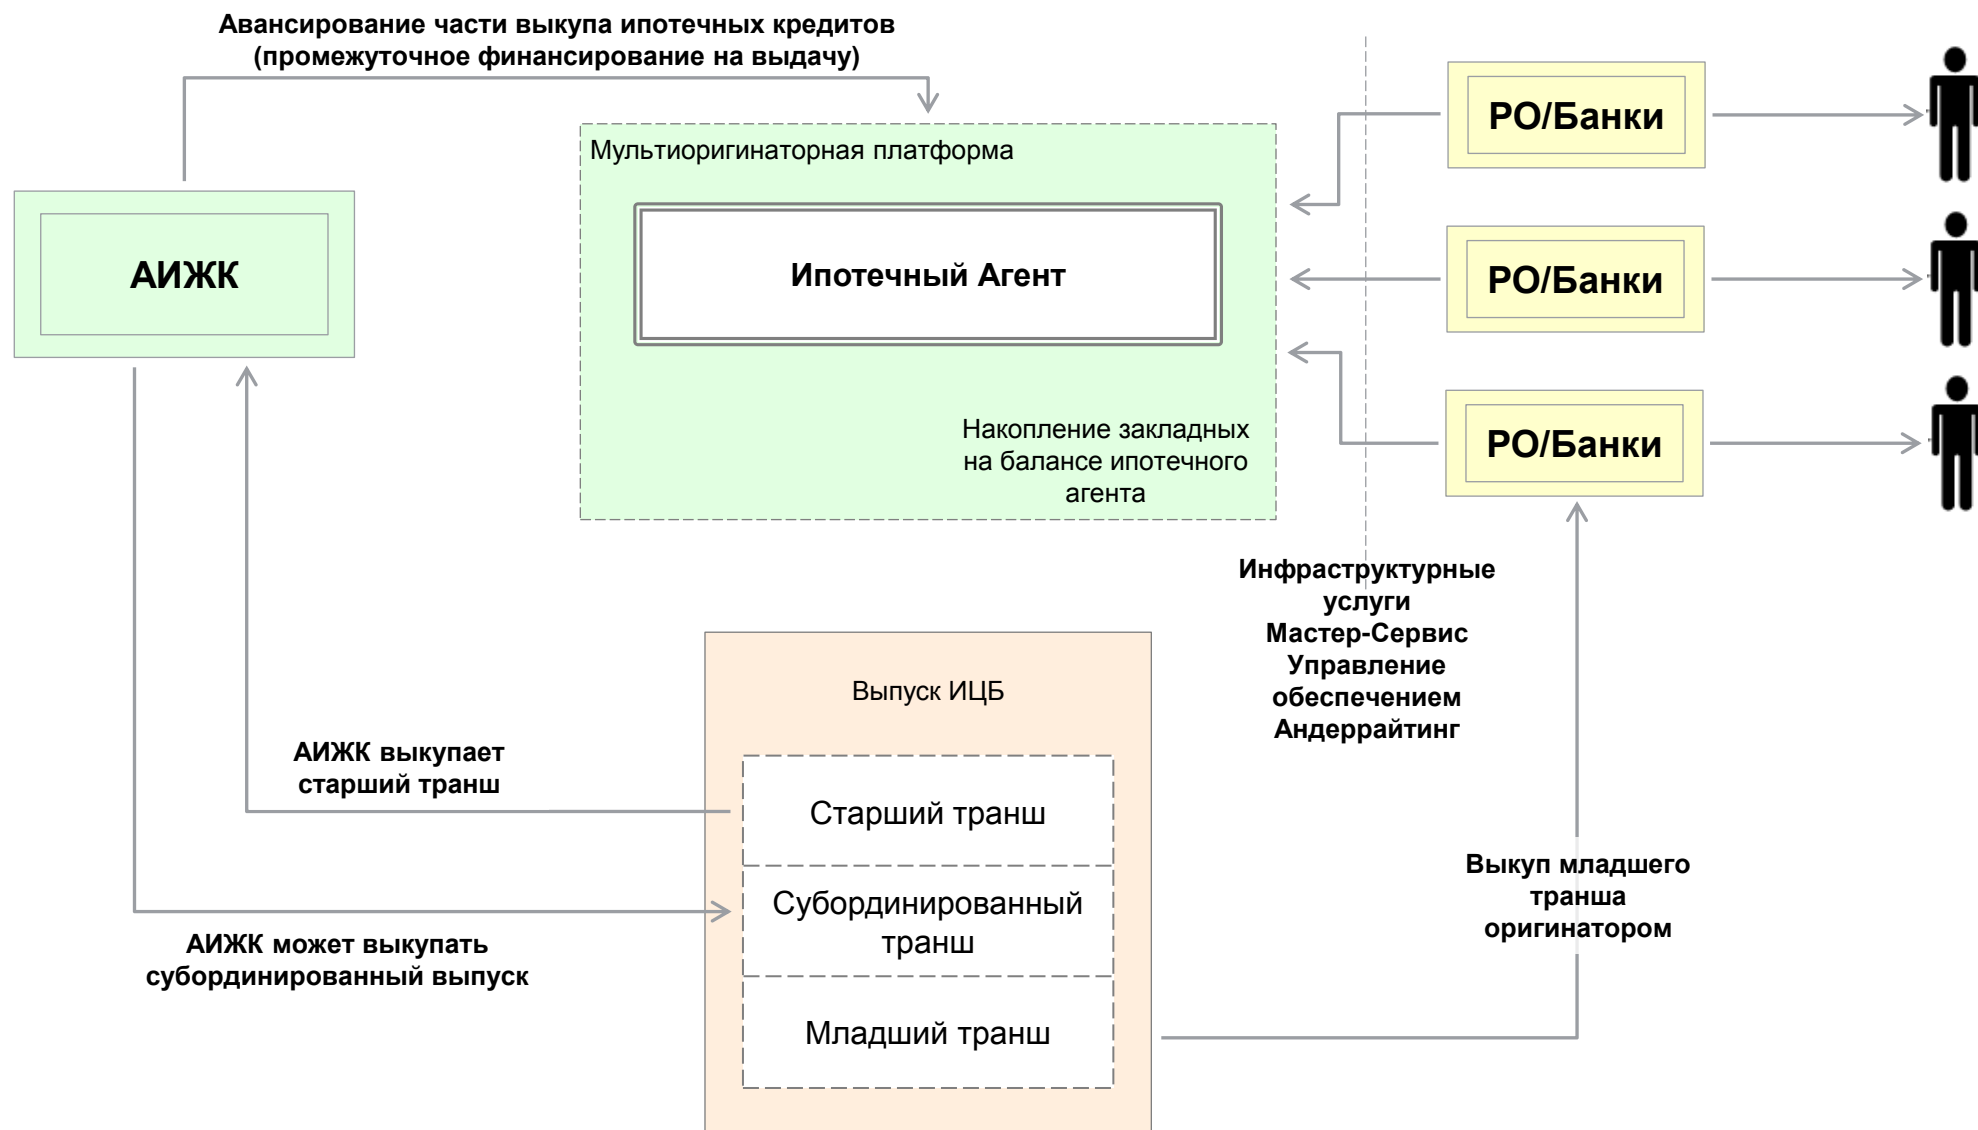 Авансирование части выкупа ипотечных кредитов
(промежуточное финансирование на выдачу)
Мультиоригинаторная платформа
АИЖК
Ипотечный Агент
Накопление закладных
на балансе ипотечного
агента
РО/Банки
РО/Банки
РО/Банки
Инфраструктурные
услуги
Мастер-Сервис
Управление
обеспечением
Андеррайтинг
Выпуск ИЦБ
АИЖК выкупает
старший транш
Старший транш
Субординированный
транш
Младший транш
АИЖК может выкупать
субординированный выпуск
Выкуп младшего
транша
оригинатором